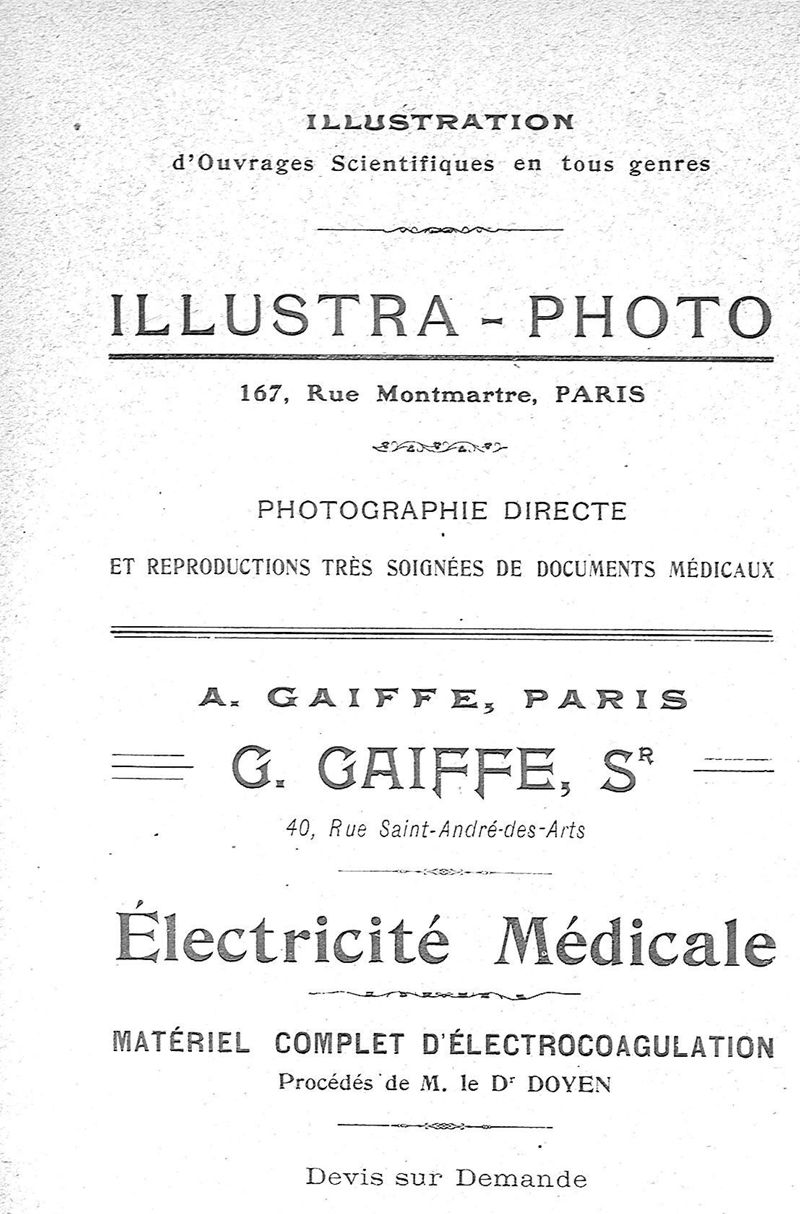 ILLUSTRATION
d'Ouvrages Scientifiques en tous genres
ILLUSTRA - PHOTO
167, Rue Montmartre, PARIS
PHOTOGRAPHIE DIRECTE
ET REPRODUCTIONS TRÈS SOIGNÉES DE DOCUMENTS MÉDICAUX
A. GAIFFE, PARIS
G. GAIFFE, Sʳ
40, Rue Saint-André-des-Arts
Électricité Médicale
MATÉRIEL COMPLET D'ÉLECTROCOAGULATION
Procédés de M. le Dʳ DOYEN
Devis sur Demande